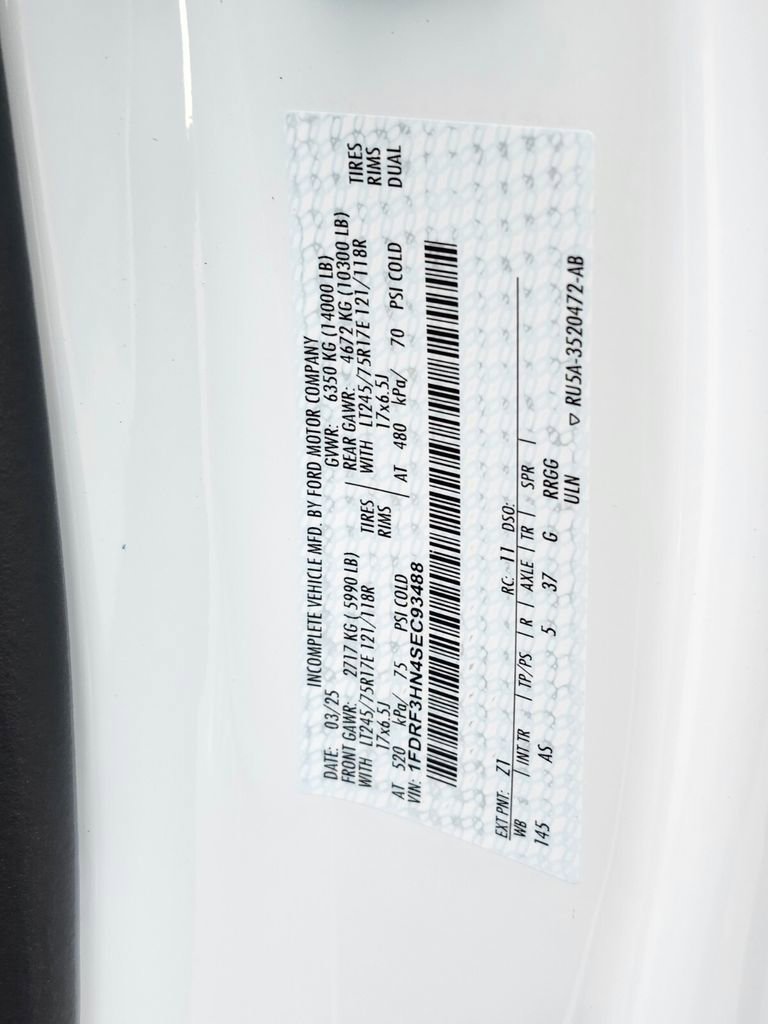 INCOMPLETE VEHICLE MFD. BY FORD MOTOR COMPANY
DATE: 03/25 GVWR: 6350 KG (14000 LB)
FRONT GAWR: 2717 KG ( 5990 LB) REAR GAWR: 4672 KG (10300 LB)
WITH LT245/75R17E 121/118R TIRES WITH LT245/75R17E 121/118R TIRES
17x6.5J RIMS 17x6.5J RIMS
AT 520 kPa/ 75 PSI COLD AT 480 kPa/ 70 PSI COLD DUAL
VIN: 1FDRF3HN4SEC93488
EXT PNT: Z1 RC: 11 DSO:
WB INT TR TP/PS R AXLE TR SPR
145 AS 5 37 G RRGG
ULN ▽ RU5A-3520472-AB